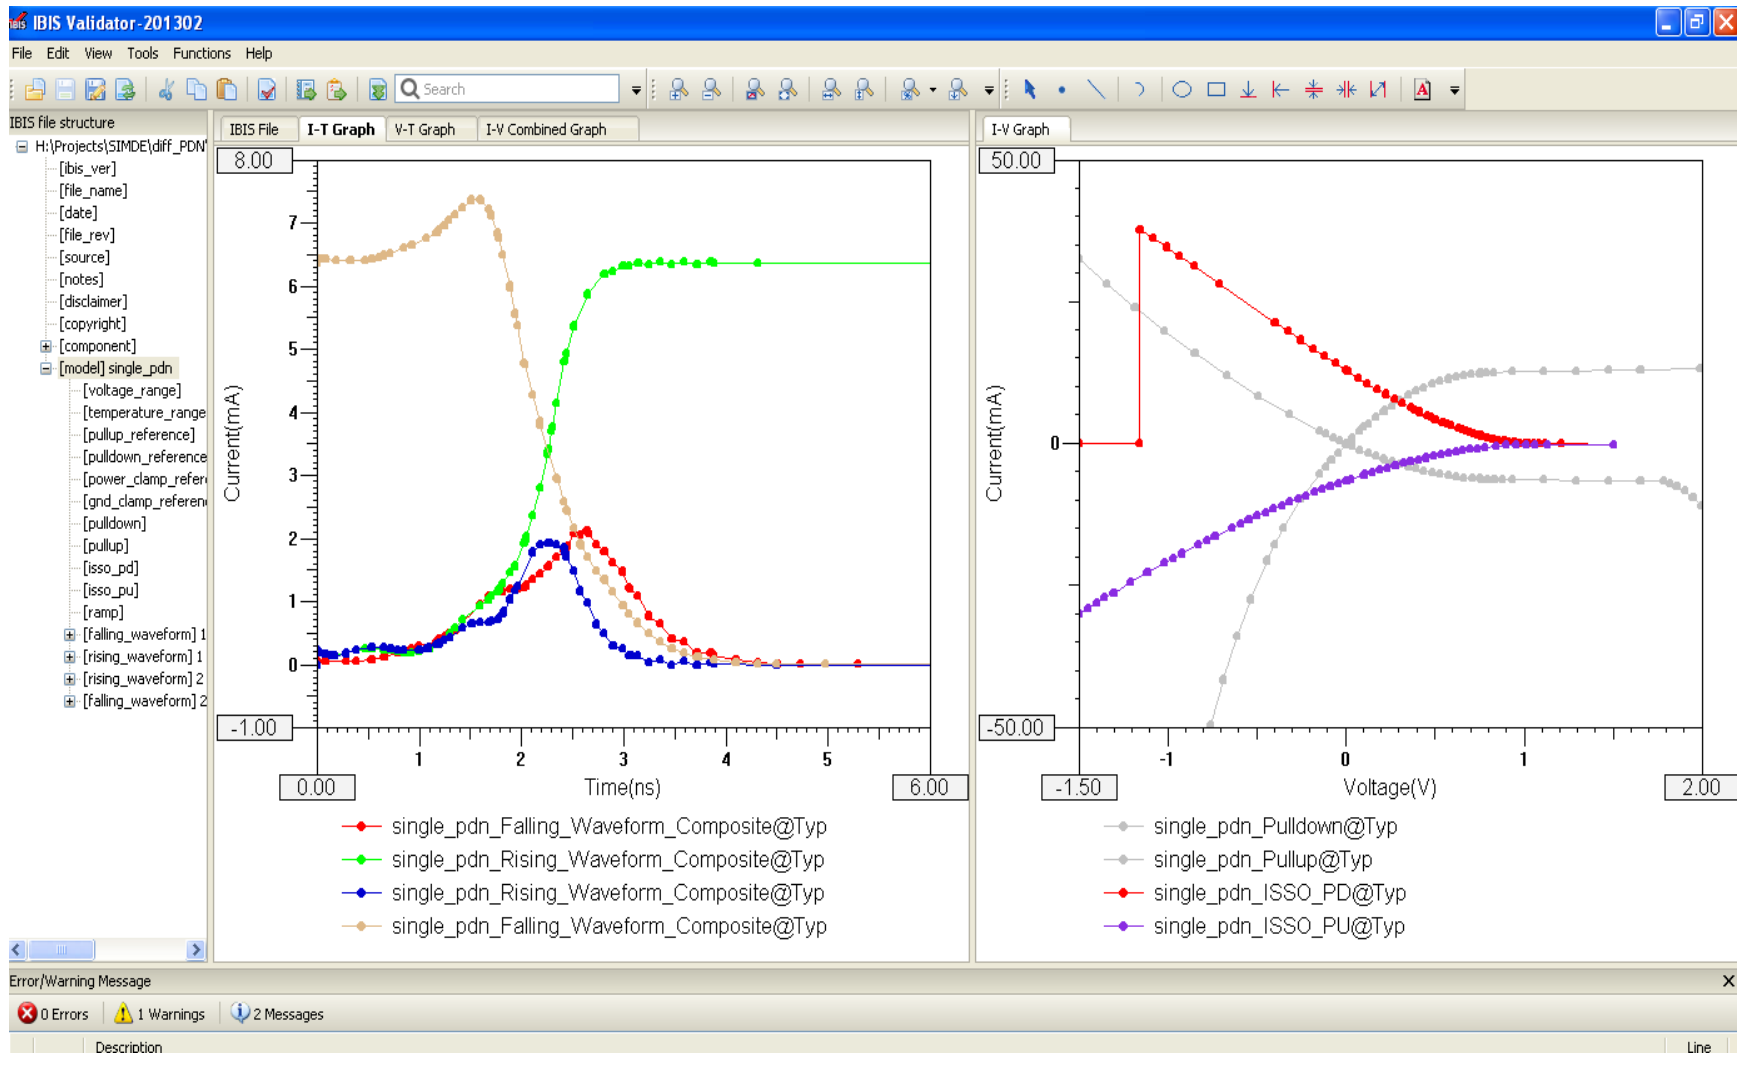 IBIS Validator-201302
File Edit View Tools Functions Help
Search
IBIS file structure
H:\Projects\SIMDE\diff_PDN\
[ibis_ver]
[file_name]
[date]
[file_rev]
[source]
[notes]
[disclaimer]
[copyright]
[component]
[model] single_pdn
[voltage_range]
[temperature_range
[pullup_reference]
[pulldown_reference
[power_clamp_refer
[gnd_clamp_referen
[pulldown]
[pullup]
[isso_pd]
[isso_pu]
[ramp]
[falling_waveform] 1
[rising_waveform] 1
[rising_waveform] 2
[falling_waveform] 2
IBIS File I-T Graph V-T Graph I-V Combined Graph
8.00
7
6
5
4
3
2
1
0
-1.00
Current(mA)
1 2 3 4 5
0.00 Time(ns) 6.00
single_pdn_Falling_Waveform_Composite@Typ
single_pdn_Rising_Waveform_Composite@Typ
single_pdn_Rising_Waveform_Composite@Typ
single_pdn_Falling_Waveform_Composite@Typ
I-V Graph
50.00
0
-50.00
Current(mA)
-1 0 1
-1.50 Voltage(V) 2.00
single_pdn_Pulldown@Typ
single_pdn_Pullup@Typ
single_pdn_ISSO_PD@Typ
single_pdn_ISSO_PU@Typ
Error/Warning Message
0 Errors 1 Warnings 2 Messages
Description Line